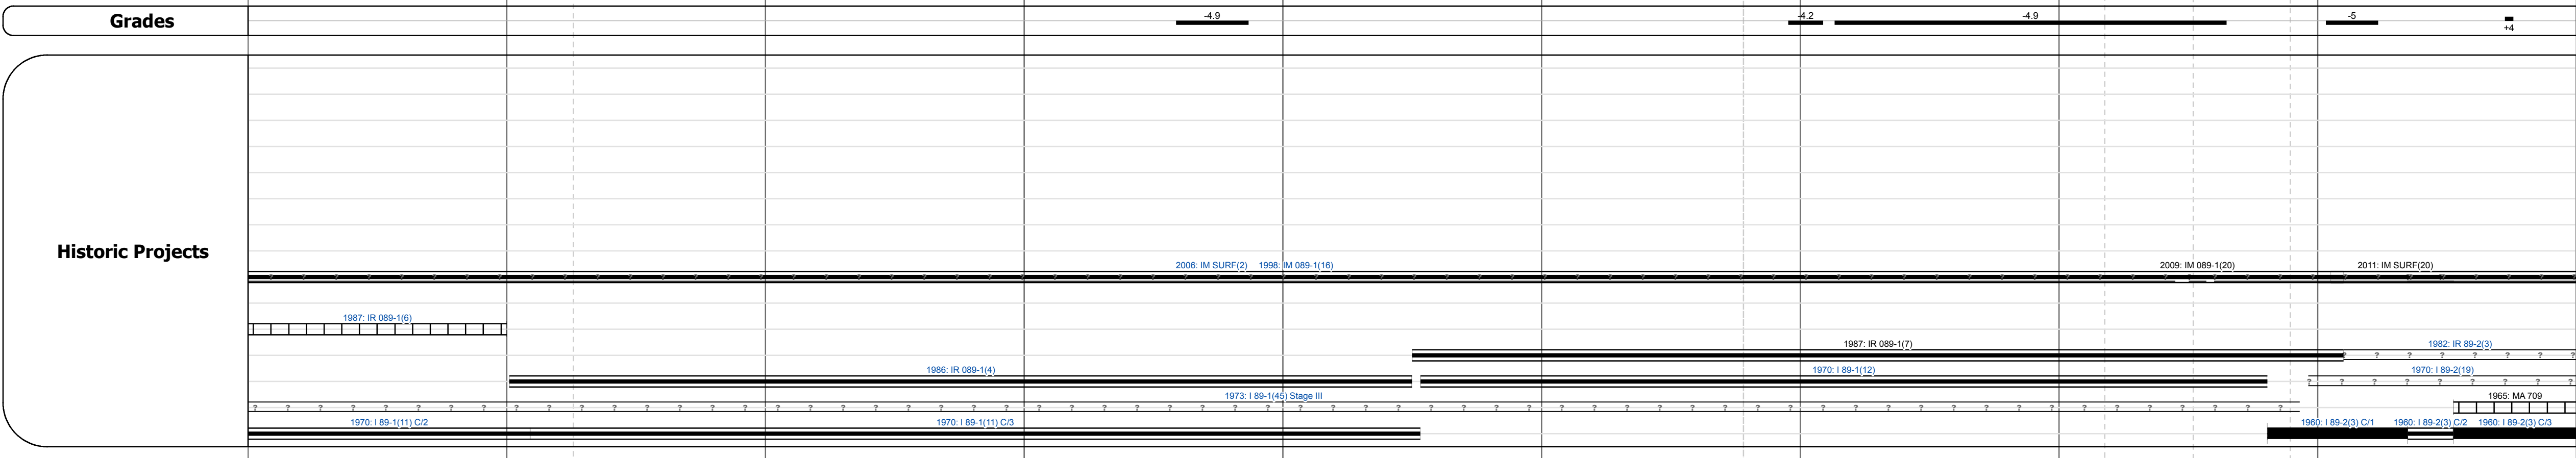 Grades
-4.9
-4.2
-4.9
-5
+4
Historic Projects
2006: IM SURF(2)
1998: IM 089-1(16)
2009: IM 089-1(20)
2011: IM SURF(20)
1987: IR 089-1(6)
1987: IR 089-1(7)
1982: IR 89-2(3)
1986: IR 089-1(4)
1970: I 89-1(12)
1970: I 89-2(19)
1973: I 89-1(45) Stage III
1965: MA 709
1970: I 89-1(11) C/2
1970: I 89-1(11) C/3
1960: I 89-2(3) C/1
1960: I 89-2(3) C/2
1960: I 89-2(3) C/3